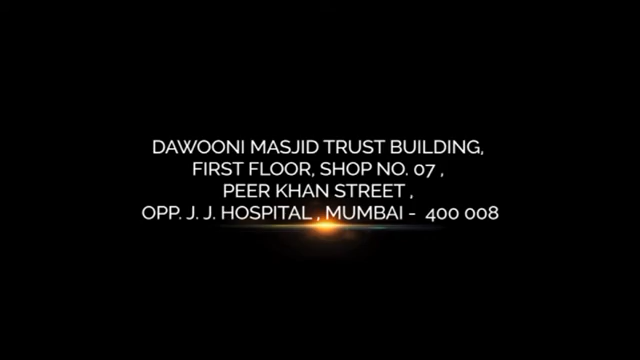 DAWOONI MASJID TRUST BUILDING,
FIRST FLOOR, SHOP NO. 07 ,
PEER KHAN STREET ,
OPP. J. J. HOSPITAL , MUMBAI -  400 008